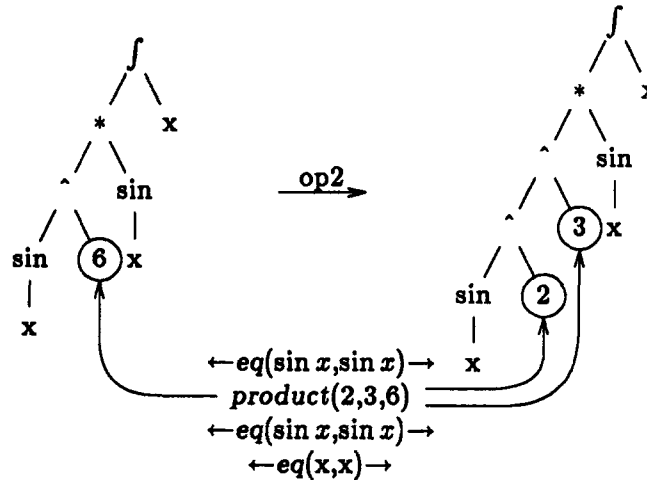 ∫
∫
* x
* x
^ sin
^ sin
op2
sin 6 x
^ 3 x
x
sin 2
x
←eq(sin x,sin x)→
product(2,3,6)
←eq(sin x,sin x)→
←eq(x,x)→